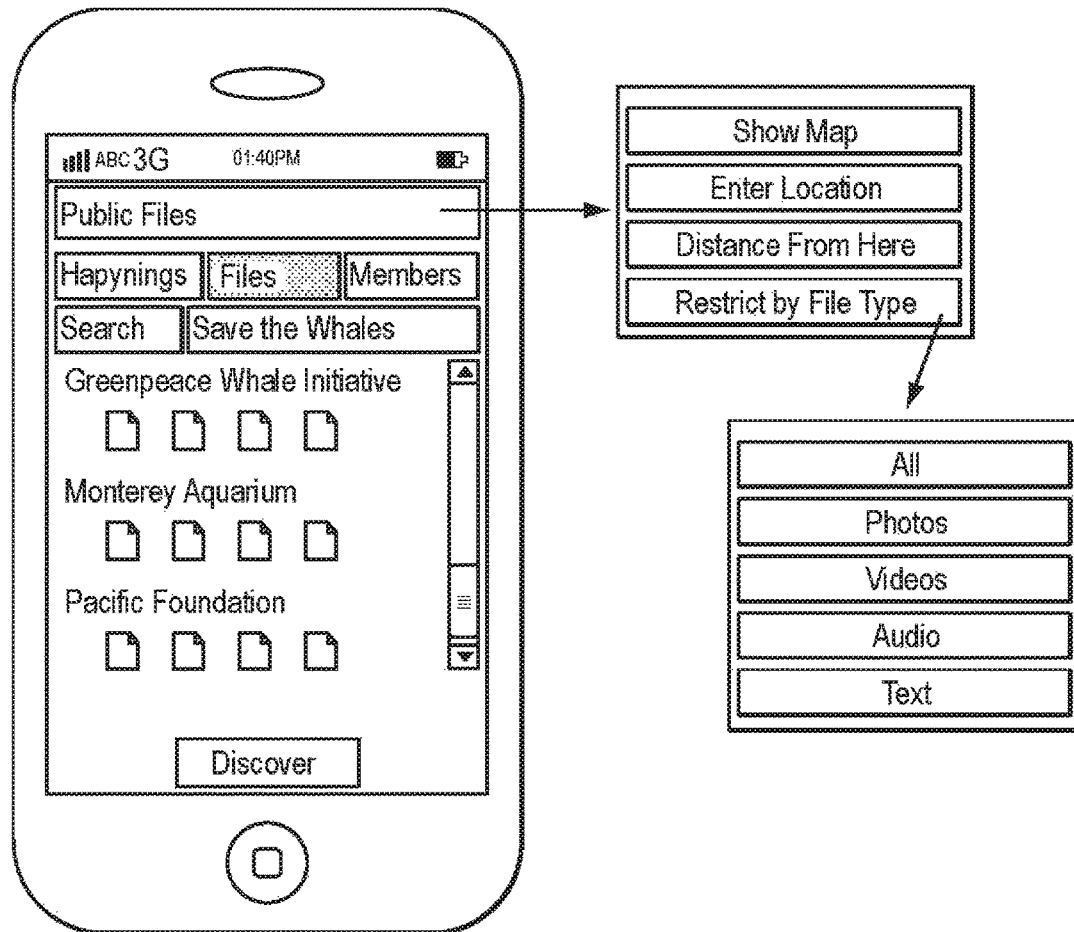 ABC 3G 01:40PM
Public Files
Hapynings Files Members
Search Save the Whales
Greenpeace Whale Initiative
Monterey Aquarium
Pacific Foundation
Discover
Show Map
Enter Location
Distance From Here
Restrict by File Type
All
Photos
Videos
Audio
Text